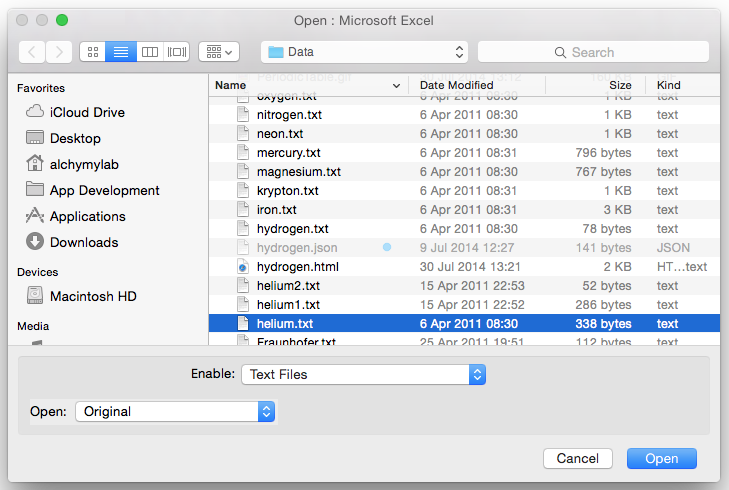 Open : Microsoft Excel
Data
Search
Favorites
iCloud Drive
Desktop
alchymylab
App Development
Applications
Downloads
Devices
Macintosh HD
Media
Name Date Modified Size Kind
PeriodicTable.git 30 Jul 2014 13:12 180 KB
oxygen.txt 6 Apr 2011 08:30 1 KB text
nitrogen.txt 6 Apr 2011 08:30 1 KB text
neon.txt 6 Apr 2011 08:30 1 KB text
mercury.txt 6 Apr 2011 08:31 796 bytes text
magnesium.txt 6 Apr 2011 08:31 767 bytes text
krypton.txt 6 Apr 2011 08:31 1 KB text
iron.txt 6 Apr 2011 08:31 3 KB text
hydrogen.txt 6 Apr 2011 08:30 78 bytes text
hydrogen.json 9 Jul 2014 12:27 141 bytes JSON
hydrogen.html 30 Jul 2014 13:21 2 KB HT...text
helium2.txt 15 Apr 2011 22:53 52 bytes text
helium1.txt 15 Apr 2011 22:52 286 bytes text
helium.txt 6 Apr 2011 08:30 338 bytes text
Fraunhofer.txt 25 Apr 2011 19:51 112 bytes text
Enable: Text Files
Open: Original
Cancel Open